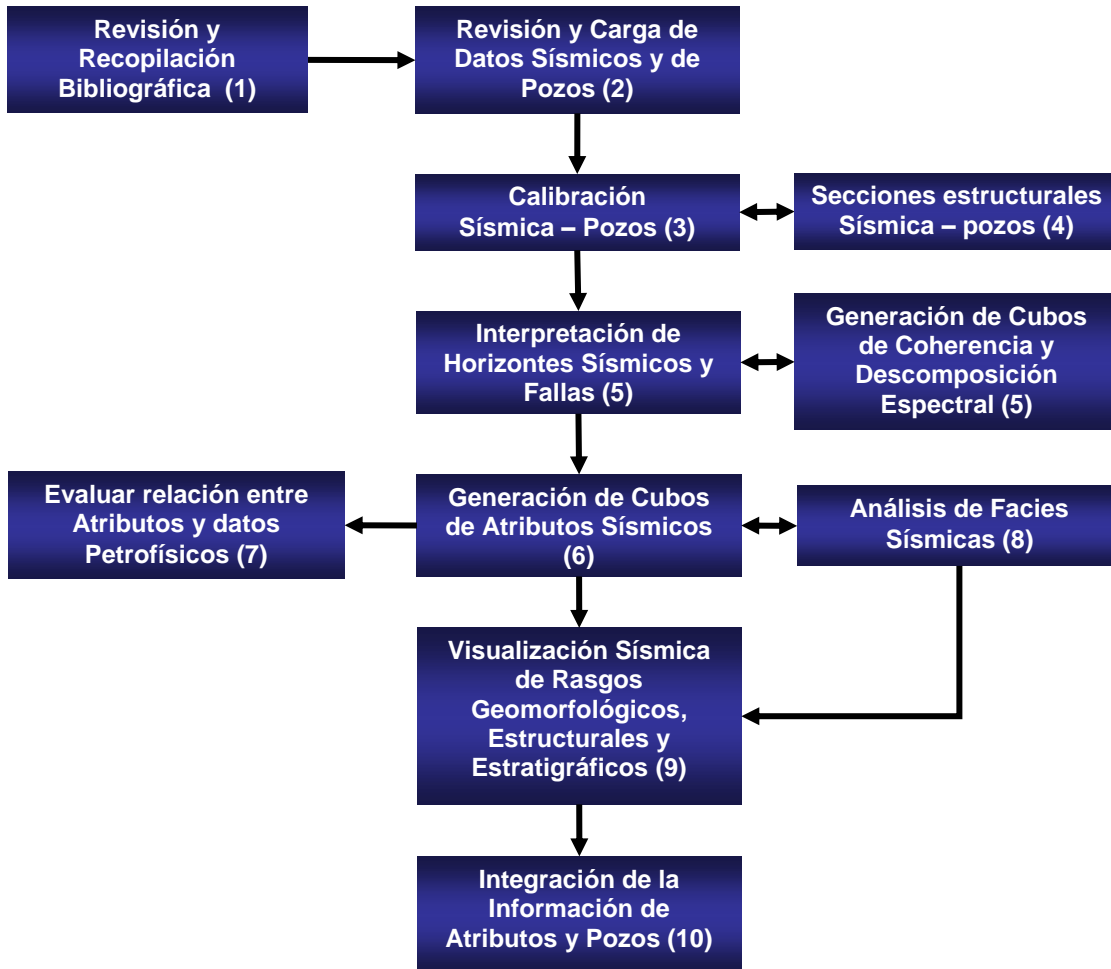 Revisión y
Recopilación
Bibliográfica (1)
Revisión y Carga de
Datos Sísmicos y de
Pozos (2)
Calibración
Sísmica – Pozos (3)
Secciones estructurales
Sísmica – pozos (4)
Interpretación de
Horizontes Sísmicos y
Fallas (5)
Generación de Cubos
de Coherencia y
Descomposición
Espectral (5)
Evaluar relación entre
Atributos y datos
Petrofísicos (7)
Generación de Cubos
de Atributos Sísmicos
(6)
Análisis de Facies
Sísmicas (8)
Visualización Sísmica
de Rasgos
Geomorfológicos,
Estructurales y
Estratigráficos (9)
Integración de la
Información de
Atributos y Pozos (10)